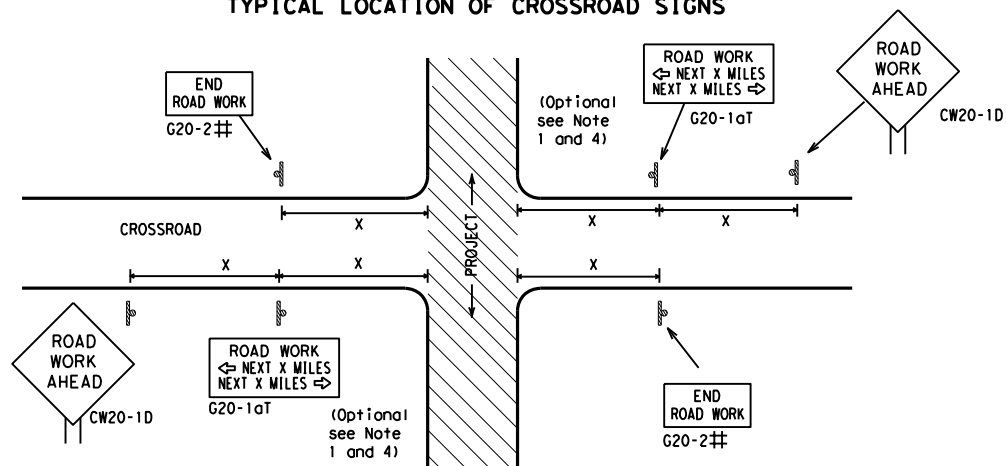 TYPICAL LOCATION OF CROSSROAD SIGNS
END
ROAD WORK
G20-2#
(Optional
see Note
1 and 4)
ROAD WORK
⇦ NEXT X MILES
NEXT X MILES ⇨
G20-1aT
ROAD
WORK
AHEAD
CW20-1D
CROSSROAD
X
X
X
PROJECT
X
X
X
ROAD
WORK
AHEAD
CW20-1D
ROAD WORK
⇦ NEXT X MILES
NEXT X MILES ⇨
G20-1aT
(Optional
see Note
1 and 4)
END
ROAD WORK
G20-2#